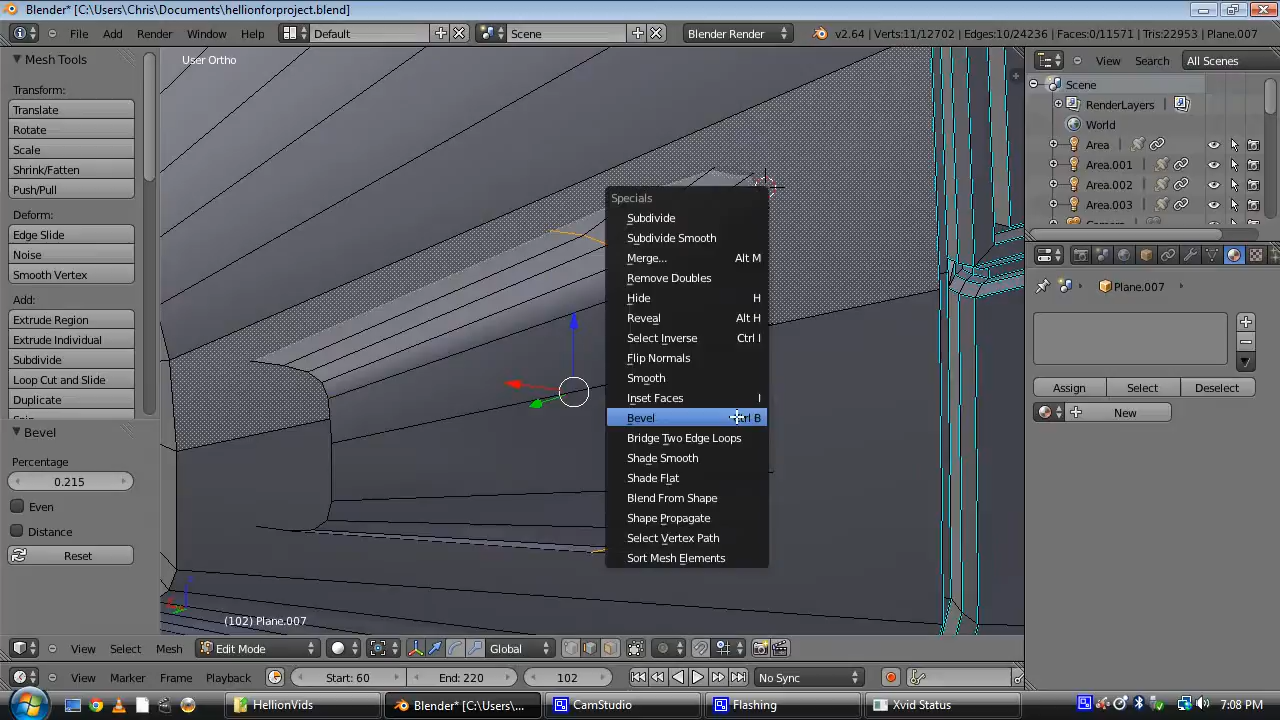 Blender* [C:\Users\Chris\Documents\hellionforproject.blend]
File Add Render Window Help Default Scene Blender Render v2.64 | Verts:11/12702 | Edges:10/24236 | Faces:0/11571 | Tris:22953 | Plane.007
Mesh Tools
Transform:
Translate
Rotate
Scale
Shrink/Fatten
Push/Pull
Deform:
Edge Slide
Noise
Smooth Vertex
Add:
Extrude Region
Extrude Individual
Subdivide
Loop Cut and Slide
Duplicate
Bevel
Percentage
0.215
Even
Distance
Reset
User Ortho
Specials
Subdivide
Subdivide Smooth
Merge... Alt M
Remove Doubles
Hide H
Reveal Alt H
Select Inverse Ctrl I
Flip Normals
Smooth
Inset Faces I
Bevel Ctrl B
Bridge Two Edge Loops
Shade Smooth
Shade Flat
Blend From Shape
Shape Propagate
Select Vertex Path
Sort Mesh Elements
(102) Plane.007
View Search All Scenes
Scene
RenderLayers
World
Area
Area.001
Area.002
Area.003
Plane.007
Assign Select Deselect
New
View Select Mesh Edit Mode Global
View Marker Frame Playback Start: 60 End: 220 102 No Sync
HellionVids Blender* [C:\Users\C... CamStudio Flashing Xvid Status 7:08 PM